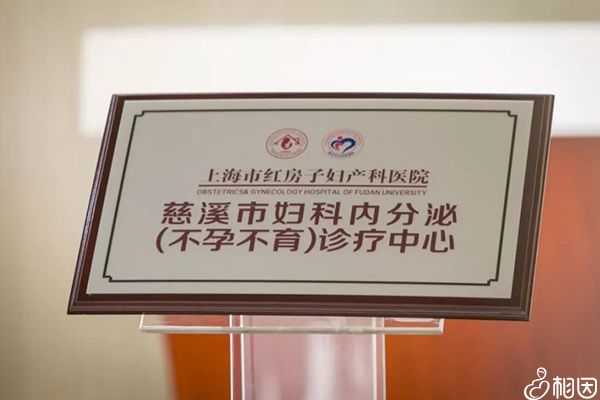 上海市红房子妇产科医院
OBSTETRICS& GYNECOLOGY HOSPITAL OF FUDAN UNIVERSITY
慈溪市妇科内分泌
(不孕不育)诊疗中心
相因